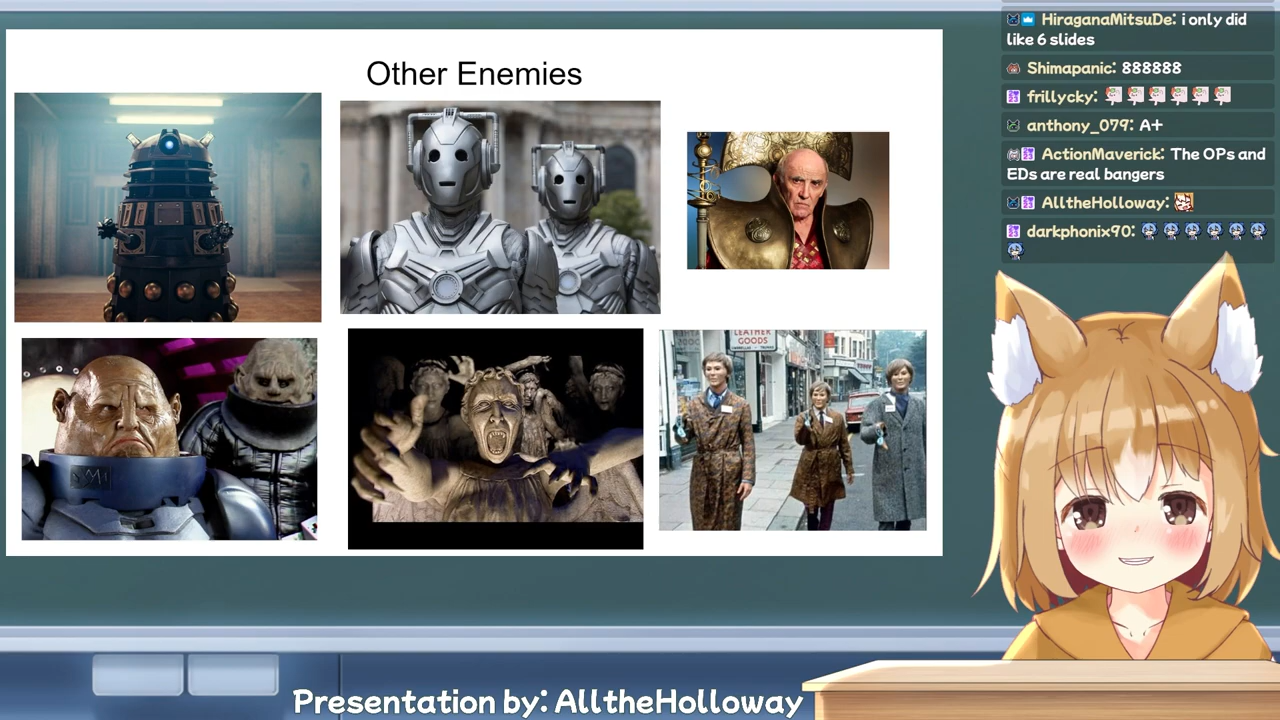 Other Enemies
LEATHER
GOODS
HiraganaMitsuDe: i only did
like 6 slides
Shimapanic: 888888
frillycky:
anthony_079: A+
ActionMaverick: The OPs and
EDs are real bangers
AlltheHolloway:
darkphonix90:
Presentation by: AlltheHolloway